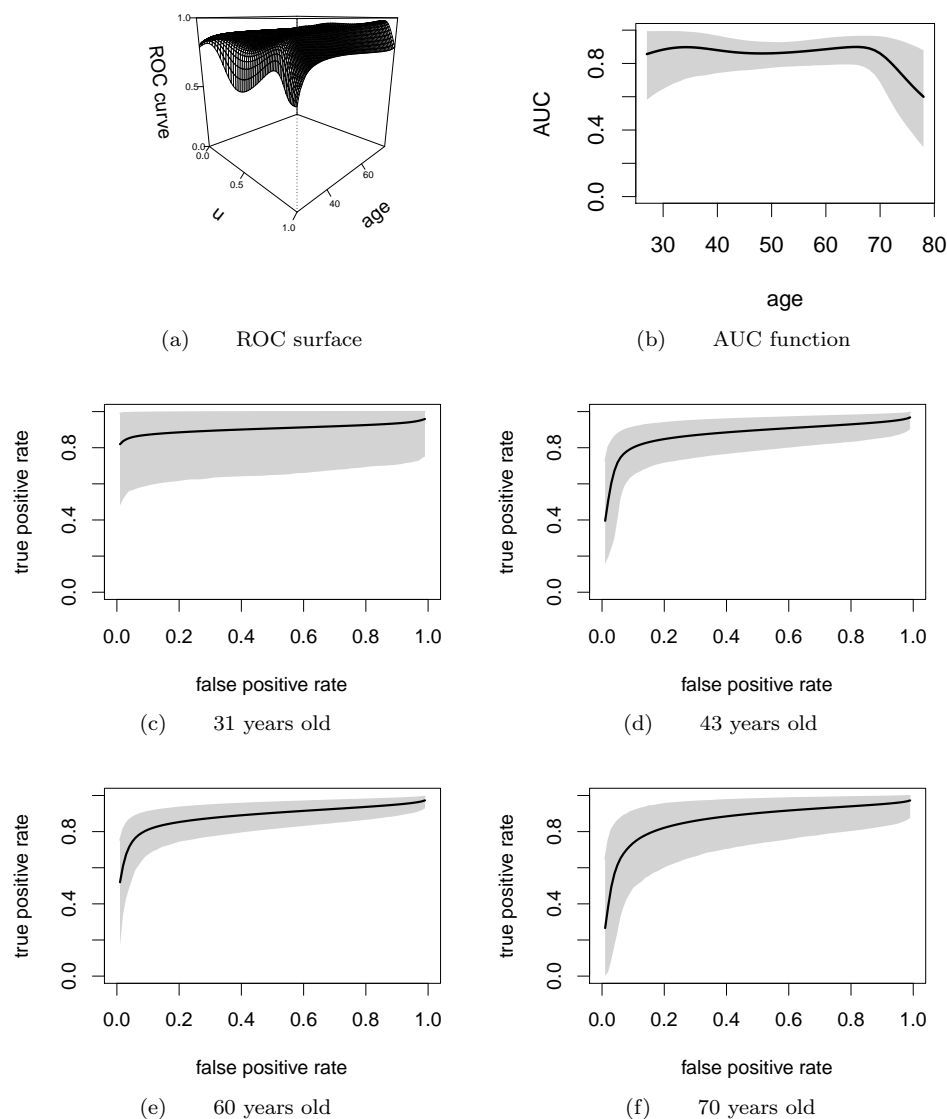 1.0
0.5
0.0
ROC curve
0.0
0.5
1.0
u
40
60
age
0.0
0.4
0.8
AUC
30 40 50 60 70 80
age
(a) ROC surface
(b) AUC function
0.0
0.4
0.8
true positive rate
0.0 0.2 0.4 0.6 0.8 1.0
false positive rate
(c) 31 years old
0.0
0.4
0.8
true positive rate
0.0 0.2 0.4 0.6 0.8 1.0
false positive rate
(d) 43 years old
0.0
0.4
0.8
true positive rate
0.0 0.2 0.4 0.6 0.8 1.0
false positive rate
(e) 60 years old
0.0
0.4
0.8
true positive rate
0.0 0.2 0.4 0.6 0.8 1.0
false positive rate
(f) 70 years old